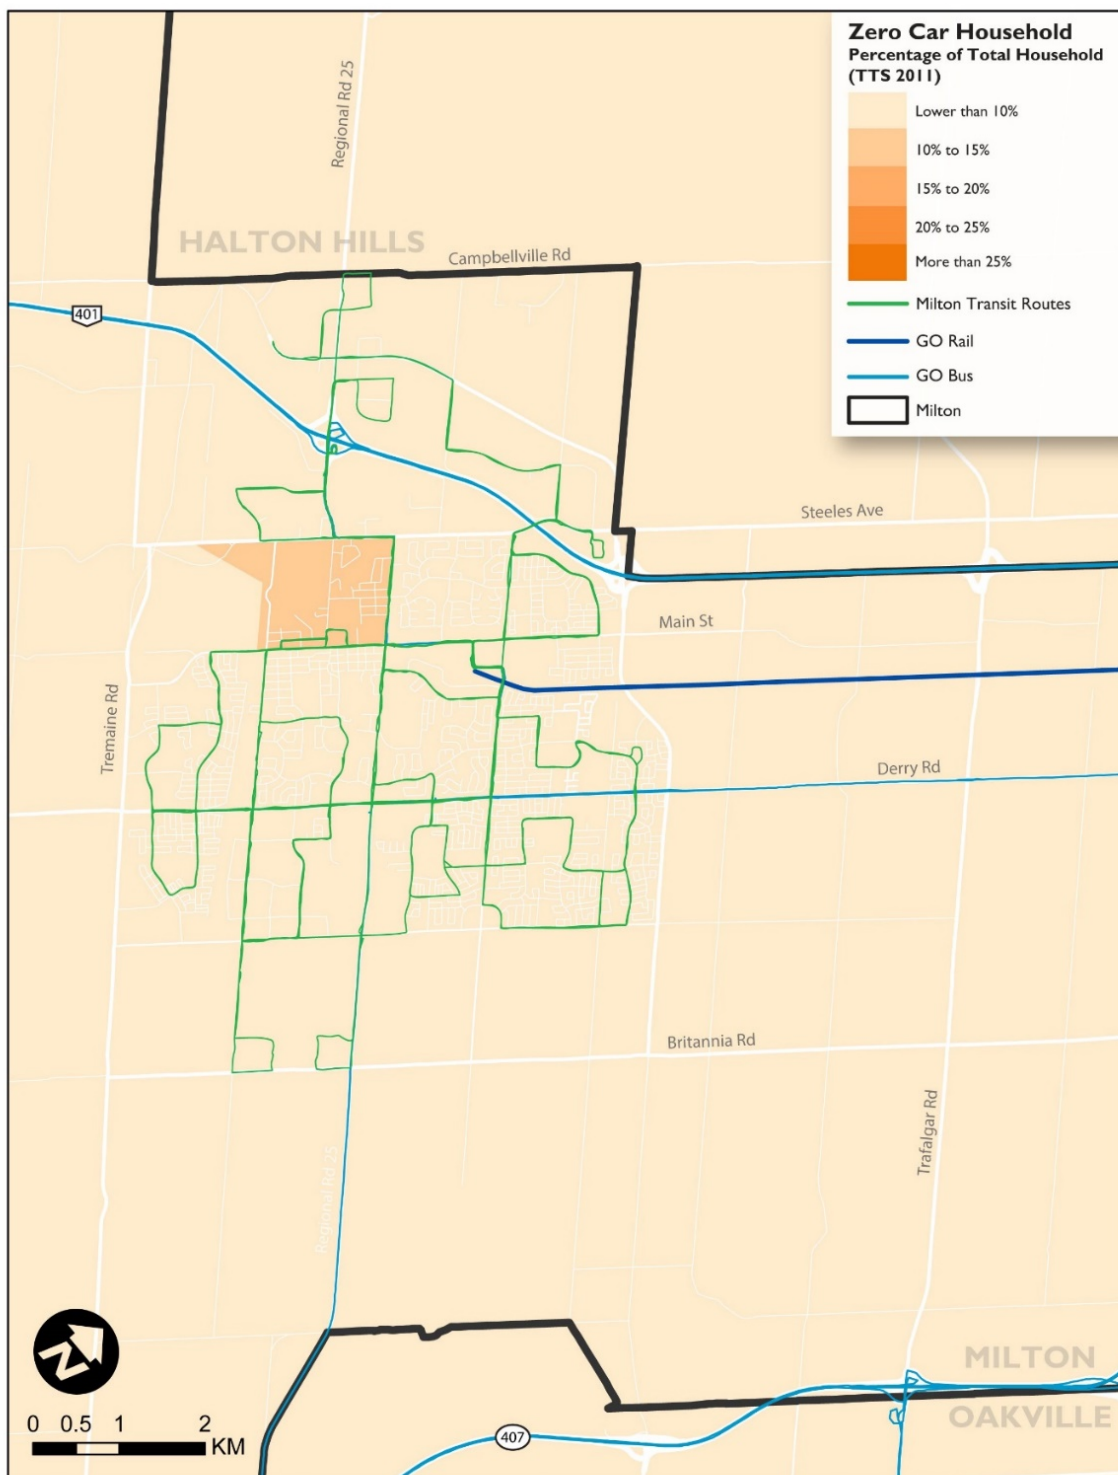 Zero Car Household
Percentage of Total Household
(TTS 2011)
Lower than 10%
10% to 15%
15% to 20%
20% to 25%
More than 25%
Milton Transit Routes
GO Rail
GO Bus
Milton
Regional Rd 25
HALTON HILLS
Campbellville Rd
401
Steeles Ave
Main St
Tremaine Rd
Derry Rd
Britannia Rd
Trafalgar Rd
Regional Rd 25
N
MILTON
OAKVILLE
0 0.5 1 2
KM
407